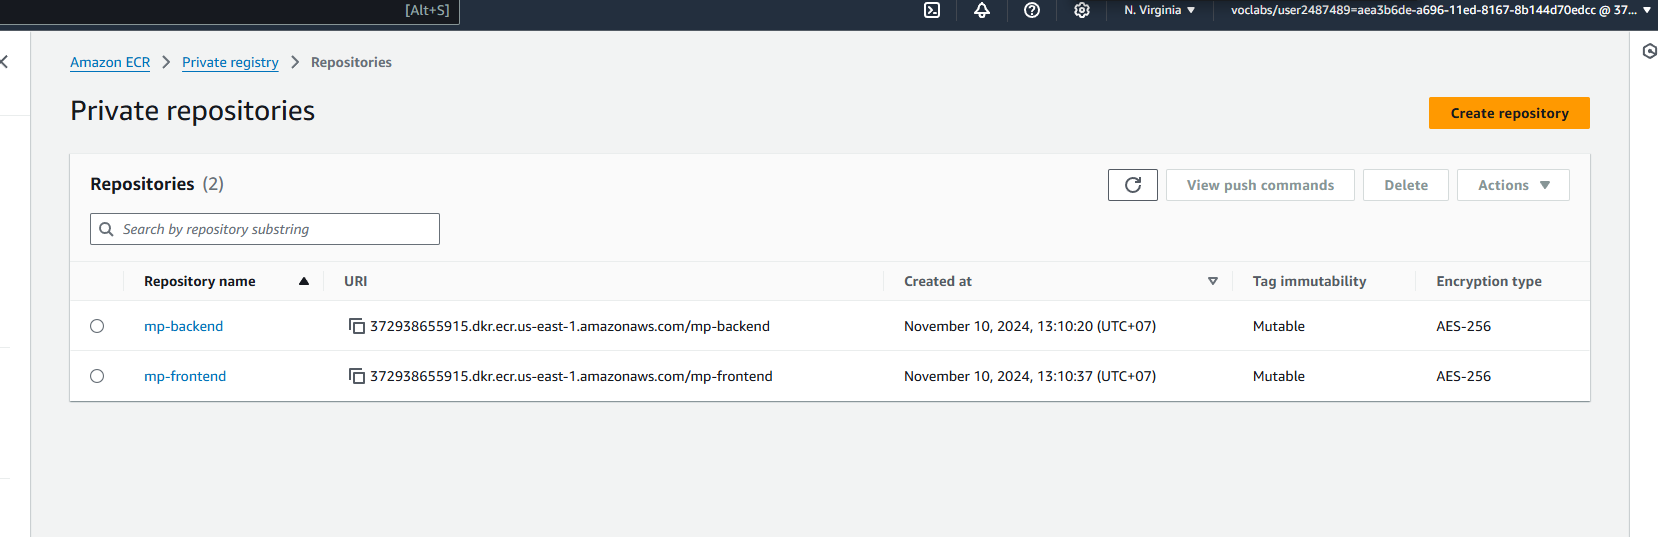 [Alt+S] N. Virginia voclabs/user2487489=aea3b6de-a696-11ed-8167-8b144d70edcc @ 37...
Amazon ECR Private registry Repositories
Private repositories
Create repository
Repositories (2)
View push commands Delete Actions
Search by repository substring
Repository name URI Created at Tag immutability Encryption type
mp-backend 372938655915.dkr.ecr.us-east-1.amazonaws.com/mp-backend November 10, 2024, 13:10:20 (UTC+07) Mutable AES-256
mp-frontend 372938655915.dkr.ecr.us-east-1.amazonaws.com/mp-frontend November 10, 2024, 13:10:37 (UTC+07) Mutable AES-256